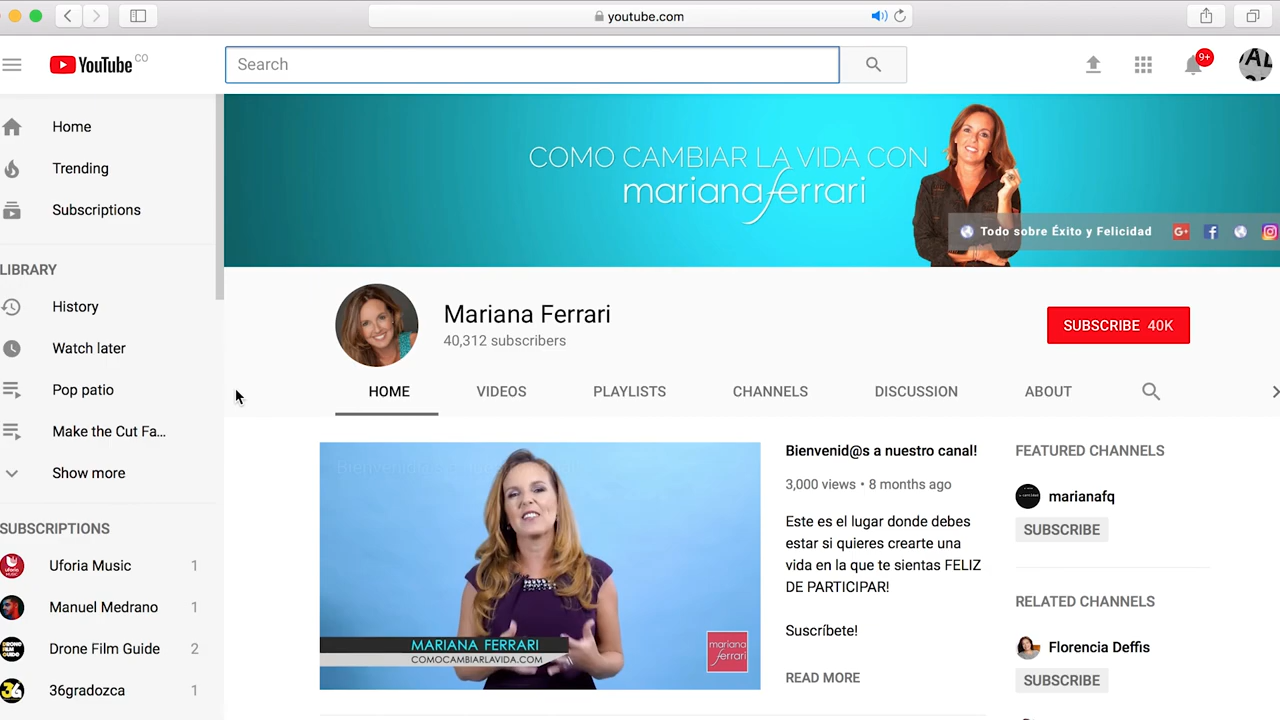 youtube.com
YouTube CO
Search
9+
Home
Trending
Subscriptions
LIBRARY
History
Watch later
Pop patio
Make the Cut Fa...
Show more
SUBSCRIPTIONS
Uforia Music 1
Manuel Medrano 1
Drone Film Guide 2
36gradozca 1
COMO CAMBIAR LA VIDA CON
mariana ferrari
Todo sobre Éxito y Felicidad
Mariana Ferrari
40,312 subscribers
SUBSCRIBE 40K
HOME VIDEOS PLAYLISTS CHANNELS DISCUSSION ABOUT
MARIANA FERRARI
COMOCAMBIARLAVIDA.COM
mariana
ferrari
Bienvenid@s a nuestro canal!
3,000 views • 8 months ago
Este es el lugar donde debes
estar si quieres crearte una
vida en la que te sientas FELIZ
DE PARTICIPAR!
Suscríbete!
READ MORE
FEATURED CHANNELS
marianafq
SUBSCRIBE
RELATED CHANNELS
Florencia Deffis
SUBSCRIBE